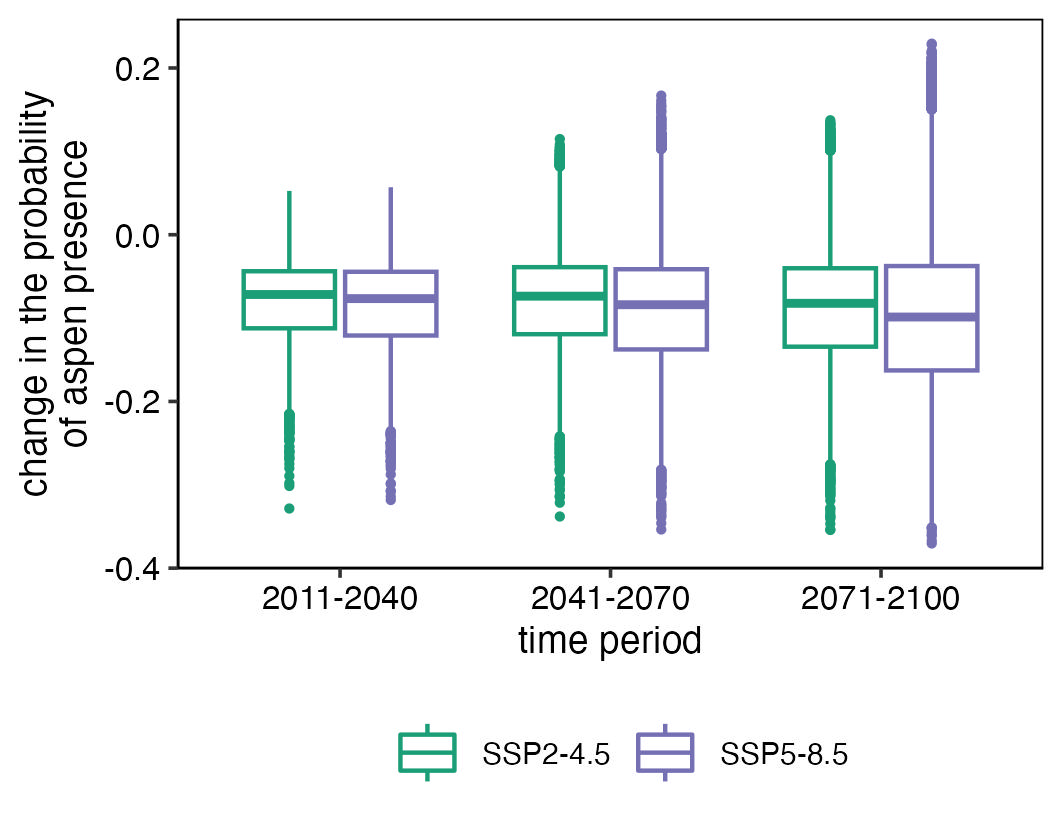 change in the probability
of aspen presence
0.2
0.0
-0.2
-0.4
2011-2040 2041-2070 2071-2100
time period
SSP2-4.5 SSP5-8.5